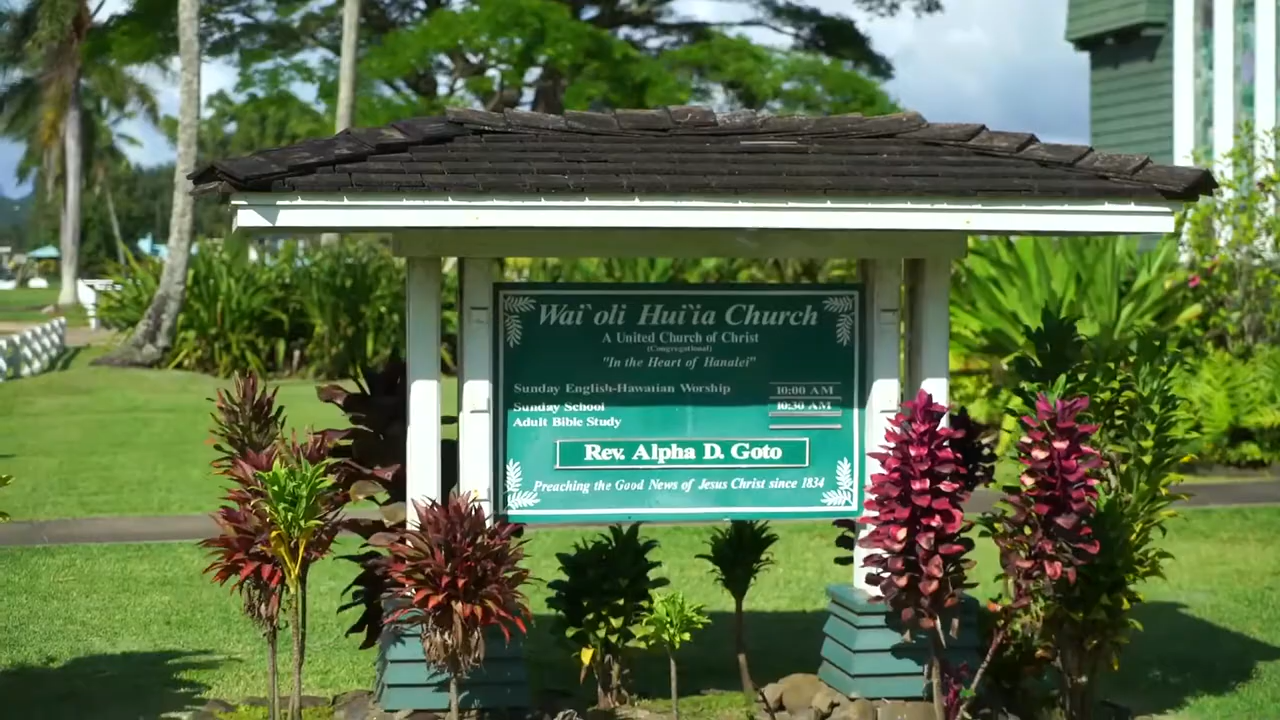 Wai`oli Hui`ia Church
A United Church of Christ
(Congregational)
"In the Heart of Hanalei"
Sunday English-Hawaiian Worship 10:00 AM
Sunday School 10:30 AM
Adult Bible Study
Rev. Alpha D. Goto
Preaching the Good News of Jesus Christ since 1834